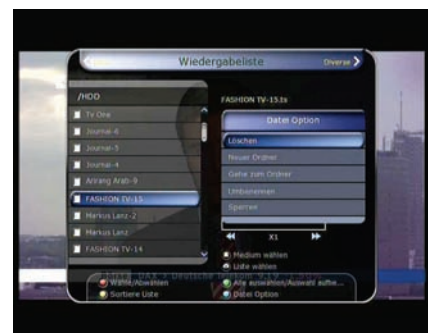 Wiedergabeliste
Diverse
/HDD
Tv One
Journal-6
Journal-5
Journal-4
Arirang Arab-9
FASHION TV-15
Markus Lanz-2
Markus Lanz
FASHION TV-14
FASHION TV-15.ts
Datei Option
Löschen
Neuer Ordner
Gehe zum Ordner
Umbenennen
Sperren
X1
Medium wählen
Liste wählen
Wähle/Abwählen
Alle auswählen/Auswahl aufhe...
Sortiere Liste
Datei Option